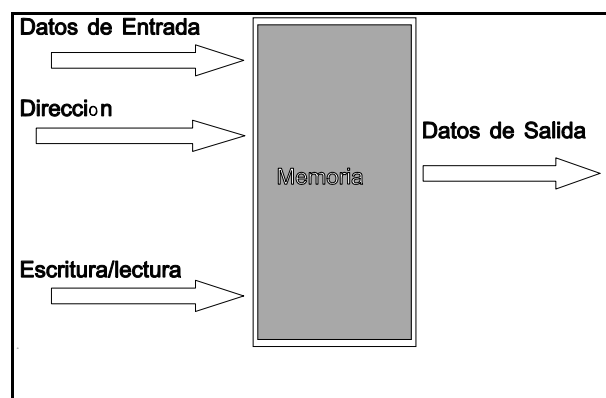 Datos de Entrada
Direccion
Datos de Salida
Memoria
Escritura/lectura